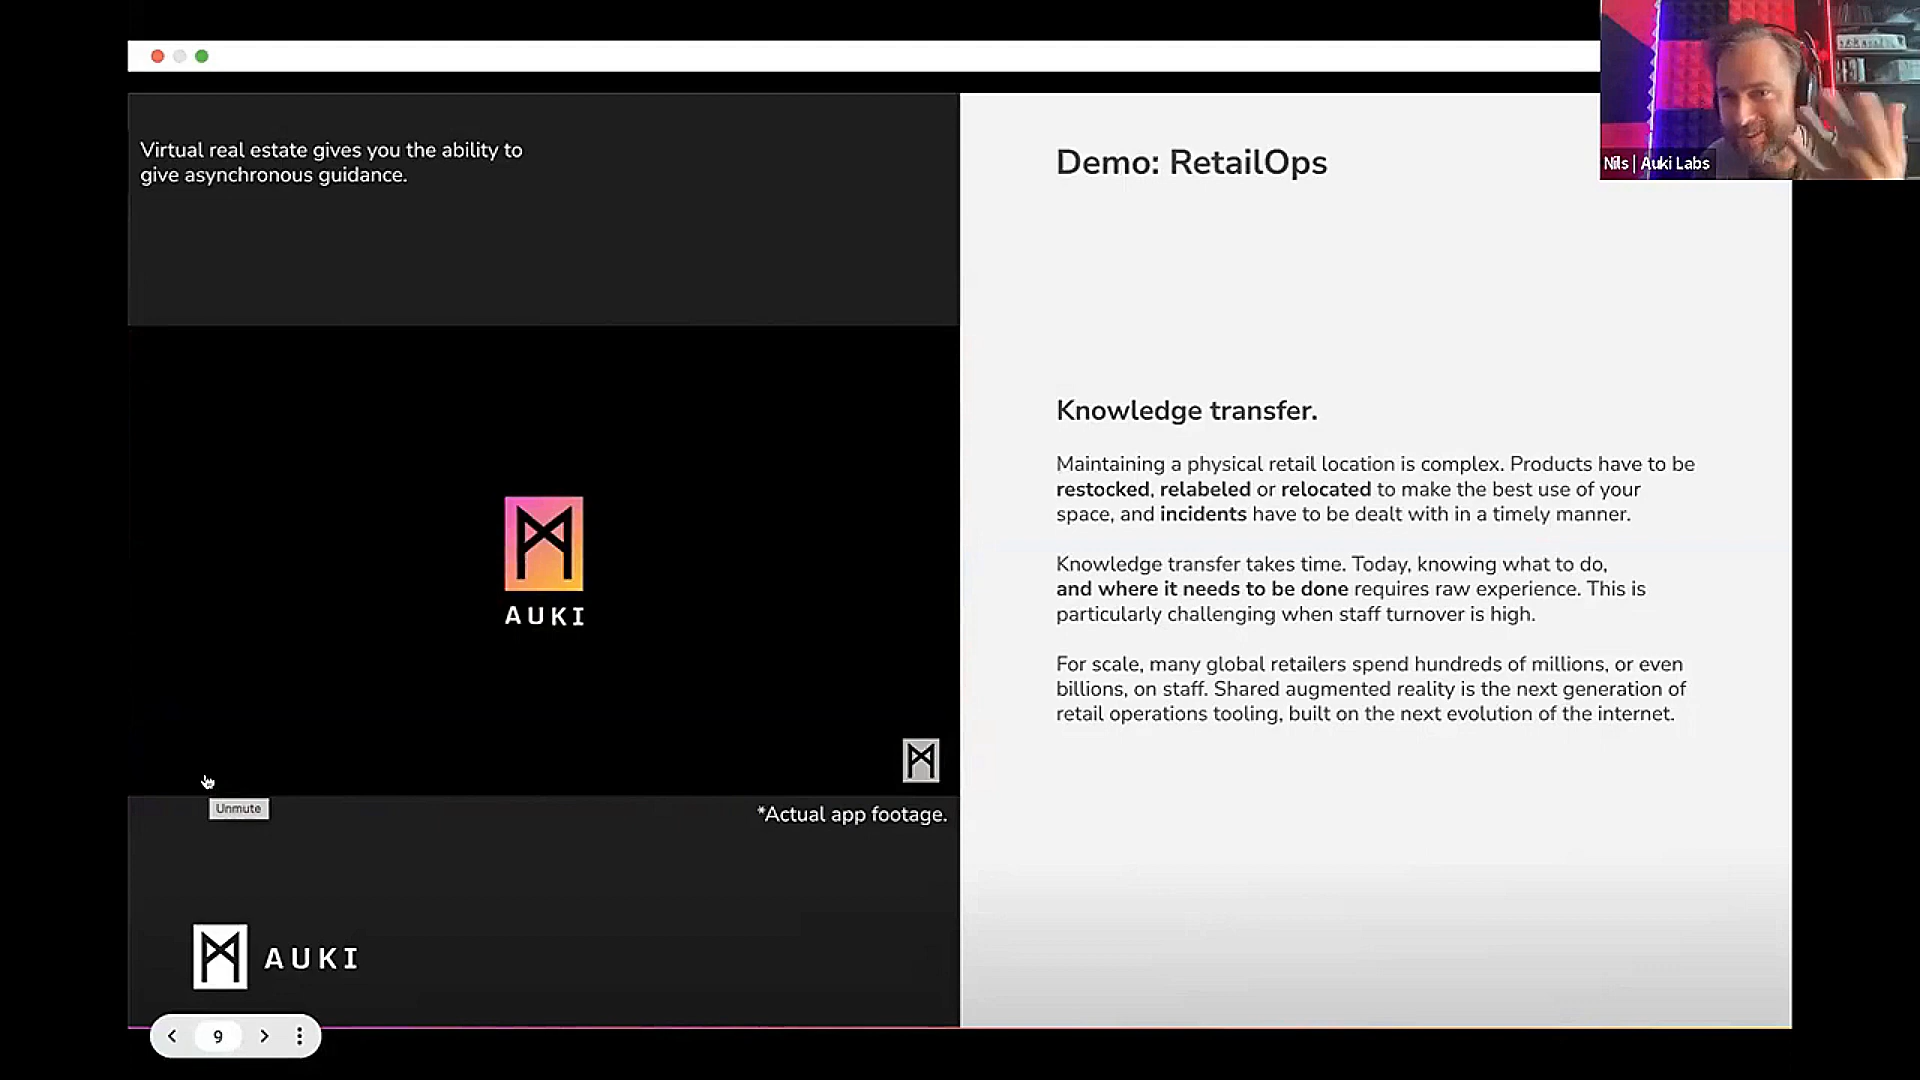 Virtual real estate gives you the ability to
give asynchronous guidance.
AUKI
Unmute
*Actual app footage.
AUKI
9
Demo: RetailOps
Nils | Auki Labs
Knowledge transfer.
Maintaining a physical retail location is complex. Products have to be
restocked, relabeled or relocated to make the best use of your
space, and incidents have to be dealt with in a timely manner.
Knowledge transfer takes time. Today, knowing what to do,
and where it needs to be done requires raw experience. This is
particularly challenging when staff turnover is high.
For scale, many global retailers spend hundreds of millions, or even
billions, on staff. Shared augmented reality is the next generation of
retail operations tooling, built on the next evolution of the internet.